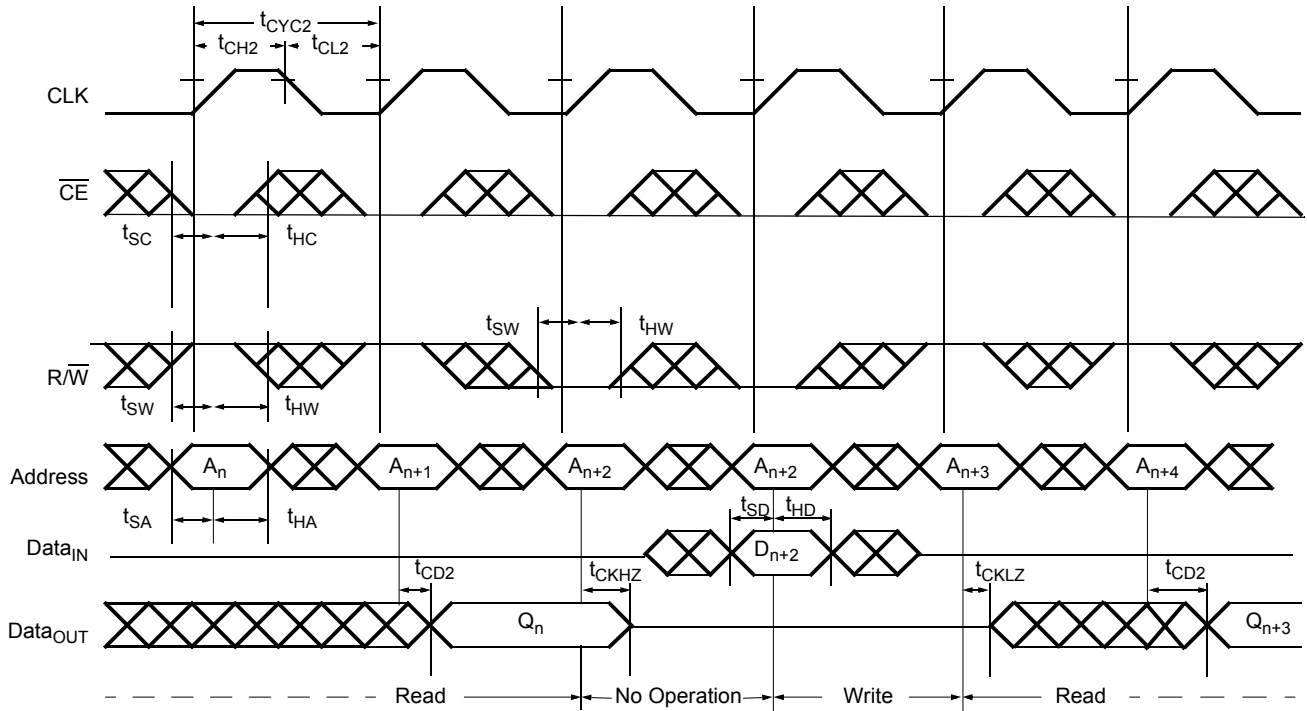 tCYC2
tCH2 tCL2
CLK
CE
tSC tHC
tSW tHW
R/W
tSW tHW
Address An An+1 An+2 An+2 An+3 An+4
tSA tHA tSD tHD
DataIN Dn+2
tCD2 tCKHZ tCKLZ tCD2
DataOUT Qn Qn+3
Read No Operation Write Read